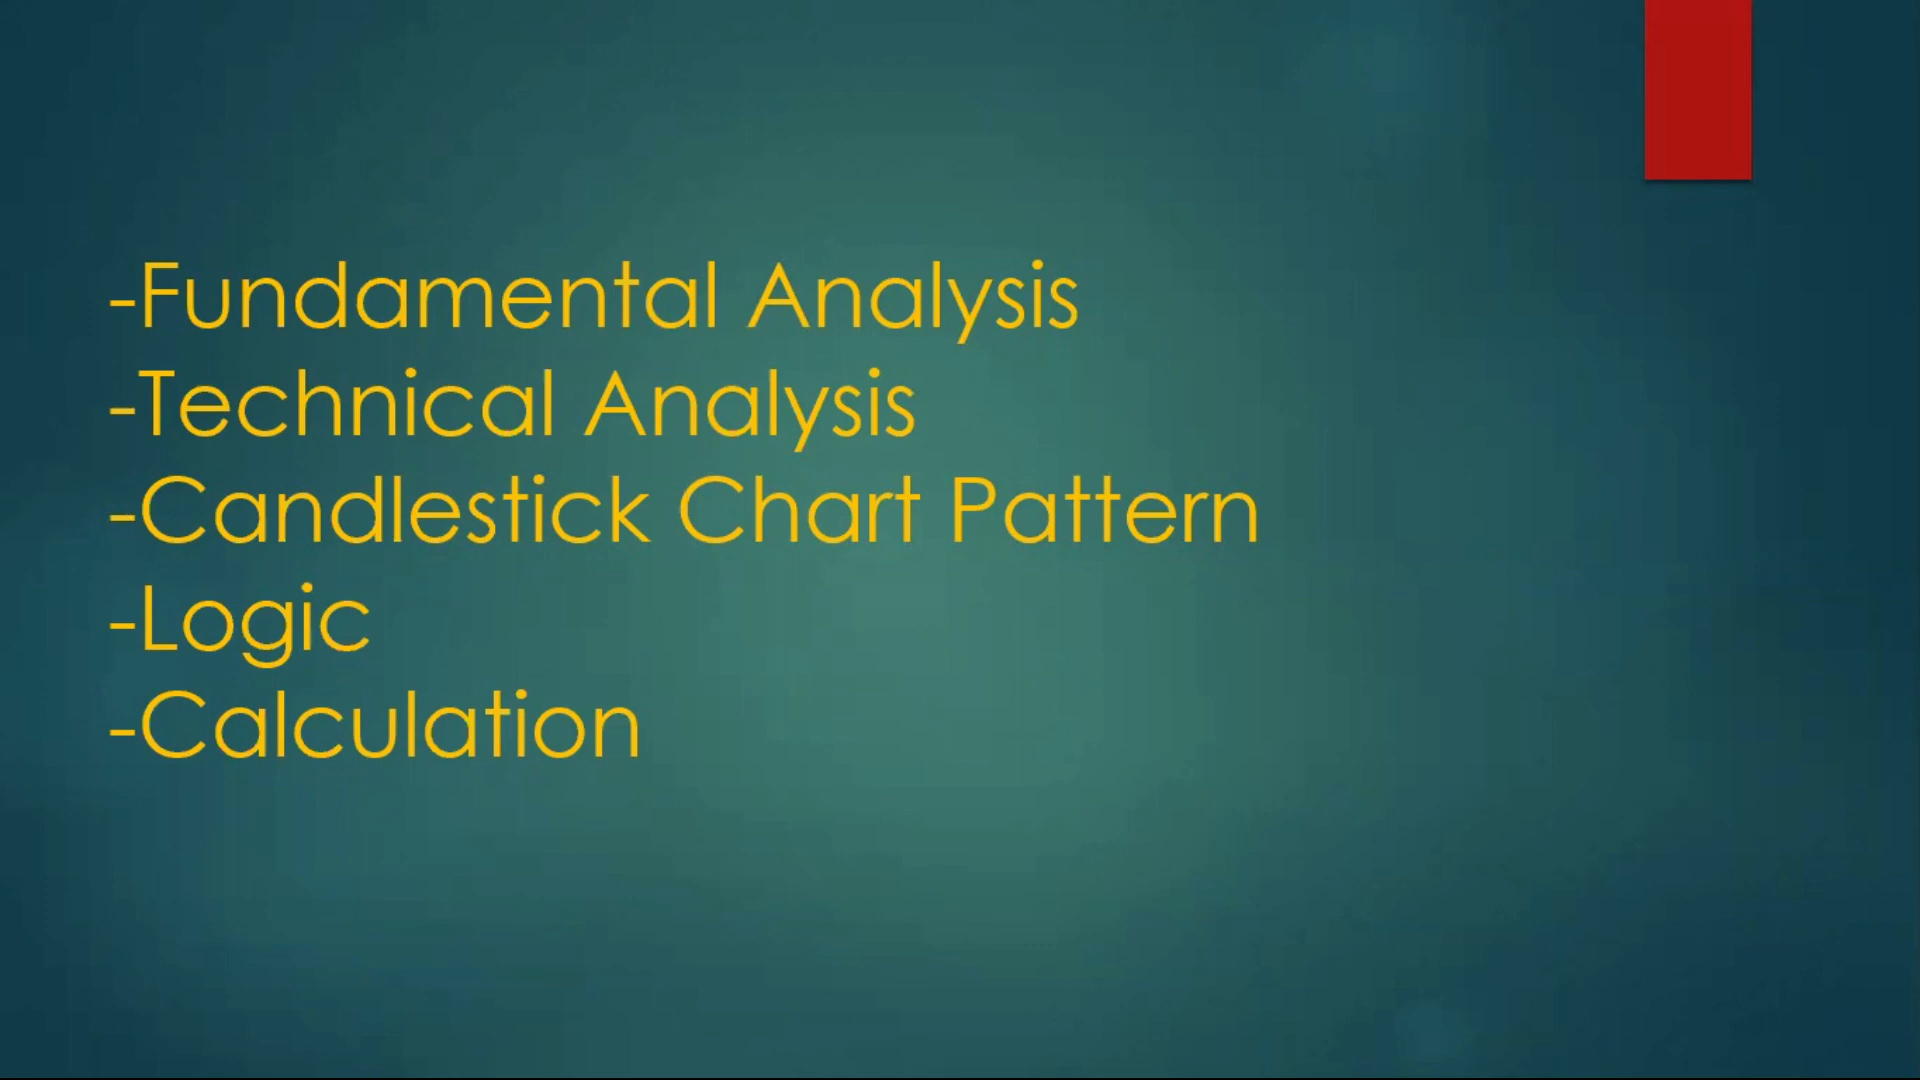 -Fundamental Analysis
-Technical Analysis
-Candlestick Chart Pattern
-Logic
-Calculation